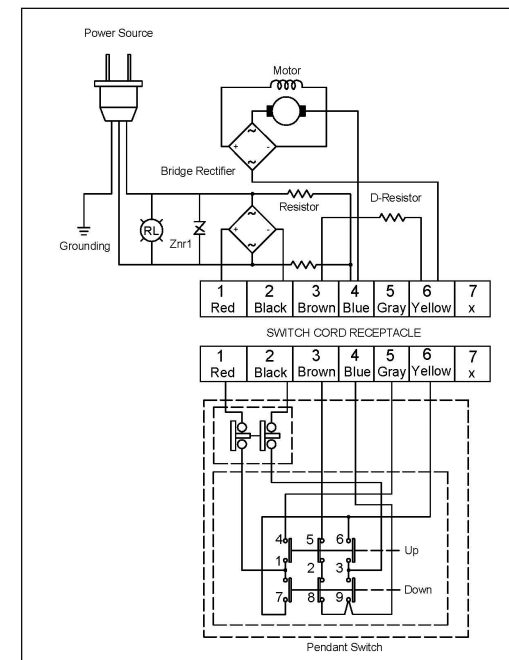 Power Source
Motor
+ ~ ~ -
Bridge Rectifier
Resistor
D-Resistor
RL
Znr1
+ ~ ~ -
Grounding
1 2 3 4 5 6 7
Red Black Brown Blue Gray Yellow x
SWITCH CORD RECEPTACLE
1 2 3 4 5 6 7
Red Black Brown Blue Gray Yellow x
4 5 6
Up
1 2 3
Down
7 8 9
Pendant Switch